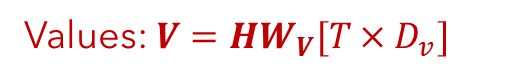 Values: V = HW_V[T × D_v]